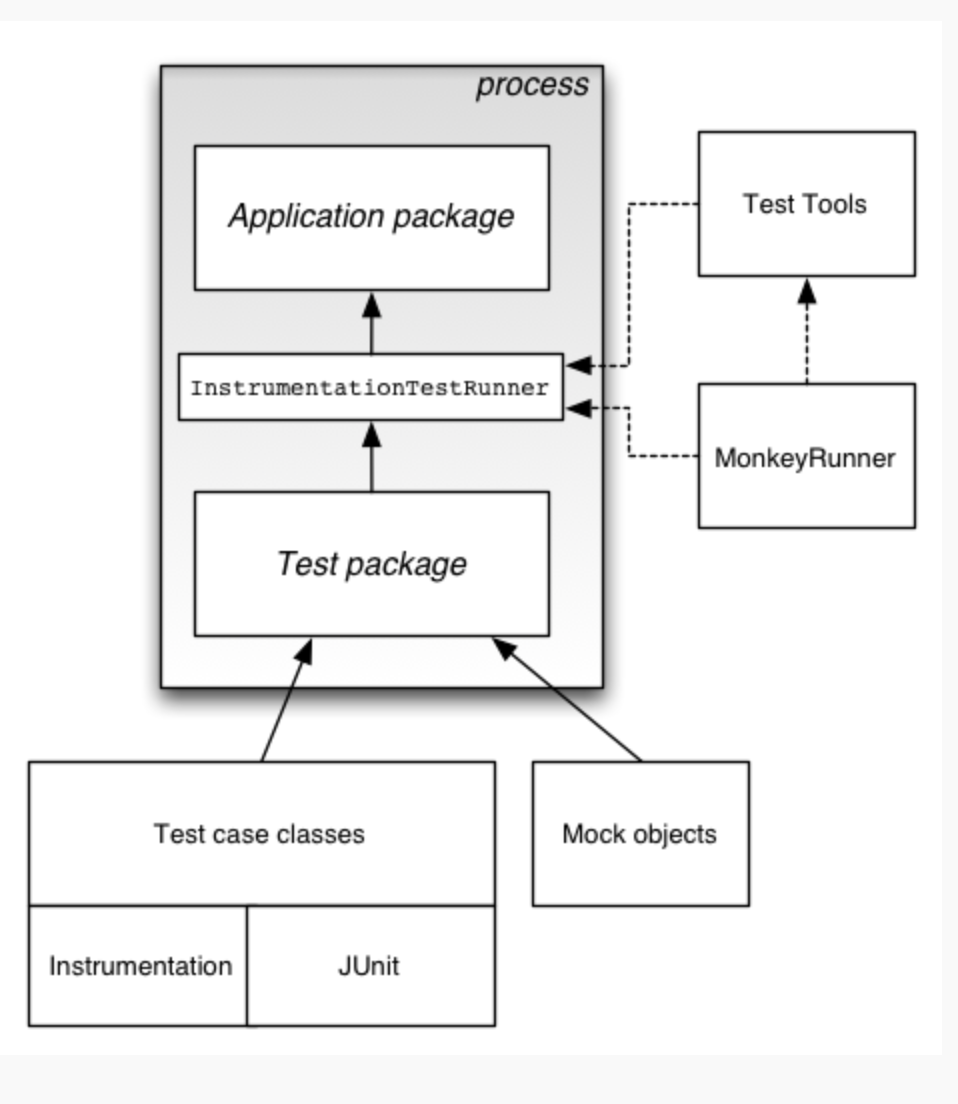 process
Application package
Test Tools
InstrumentationTestRunner
MonkeyRunner
Test package
Test case classes
Mock objects
Instrumentation
JUnit